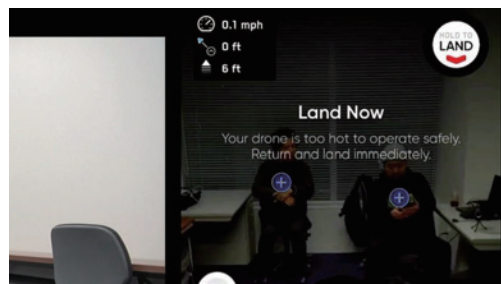 0.1 mph
0 ft
6 ft
HOLD TO
LAND
Land Now
Your drone is too hot to operate safely.
Return and land immediately.